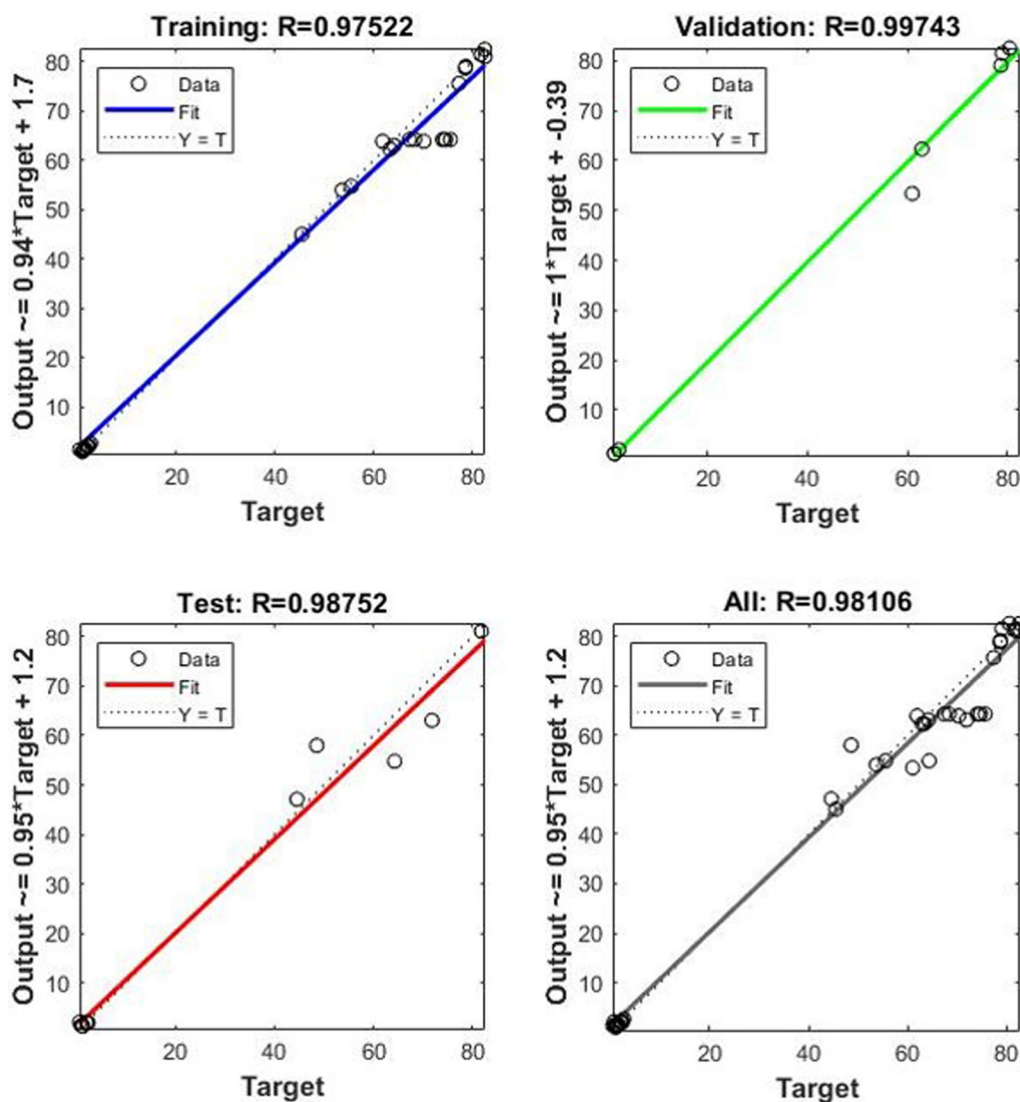 Training: R=0.97522
Output ~= 0.94*Target + 1.7
80
70
60
50
40
30
20
10
Data
Fit
Y = T
20
40
60
80
Target
Validation: R=0.99743
Output ~= 1*Target + -0.39
80
70
60
50
40
30
20
10
Data
Fit
Y = T
20
40
60
80
Target
Test: R=0.98752
Output ~= 0.95*Target + 1.2
80
70
60
50
40
30
20
10
Data
Fit
Y = T
20
40
60
80
Target
All: R=0.98106
Output ~= 0.95*Target + 1.2
80
70
60
50
40
30
20
10
Data
Fit
Y = T
20
40
60
80
Target